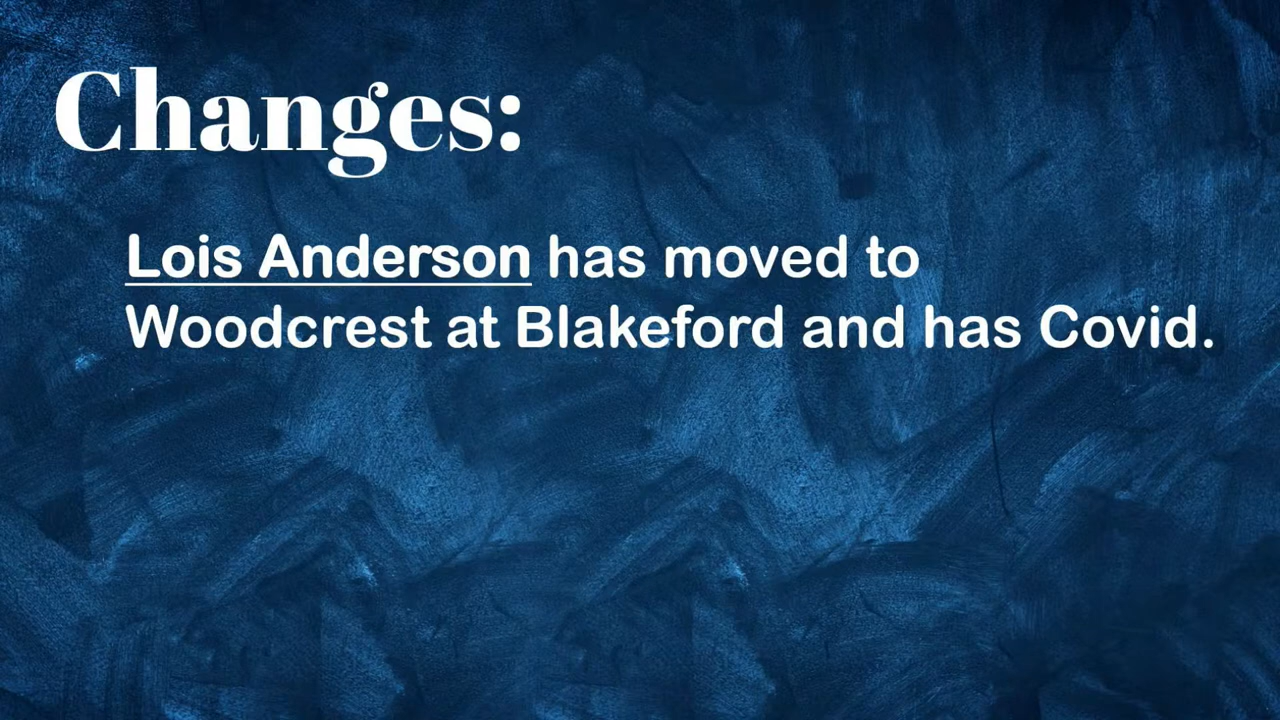 Changes:
Lois Anderson has moved to
Woodcrest at Blakeford and has Covid.